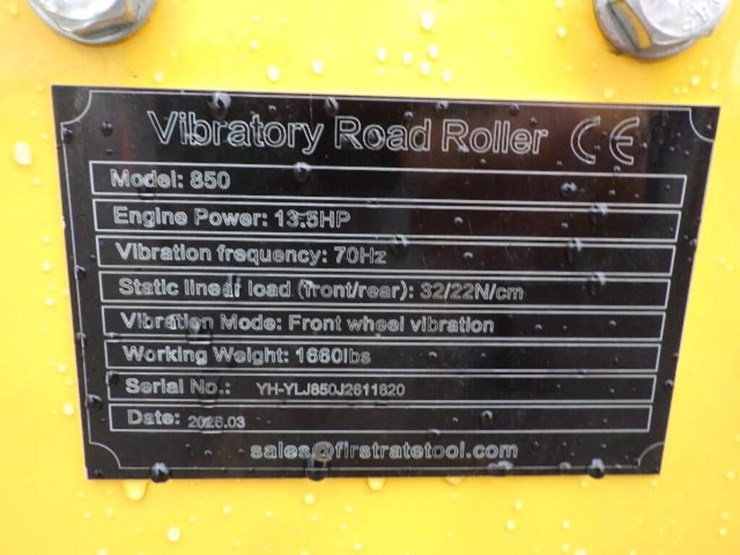 Vibratory Road Roller CE
Model: 850
Engine Power: 13.5HP
Vibration frequency: 70Hz
Static linear load (front/rear): 32/22N/cm
Vibration Mode: Front wheel vibration
Working Weight: 1660lbs
Serial No.: YH-YLJ850J2611820
Date: 2026.03
sales@firstratetool.com